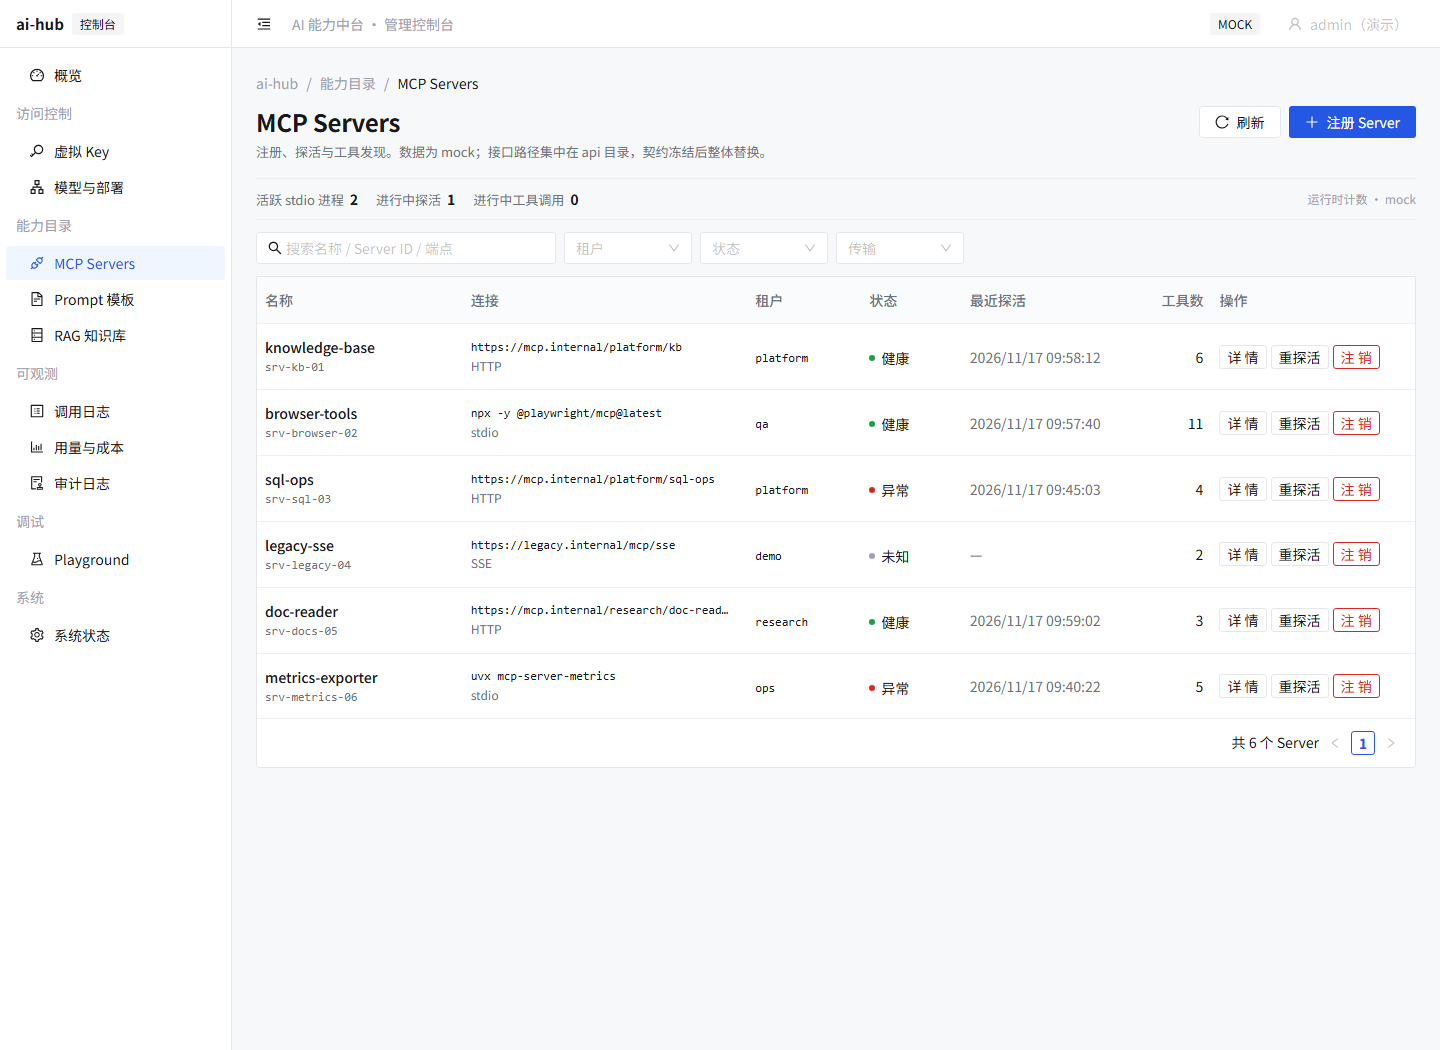 ai-hub 控制台
AI 能力中台 • 管理控制台
MOCK
admin（演示）
概览
访问控制
虚拟 Key
模型与部署
能力目录
MCP Servers
Prompt 模板
RAG 知识库
可观测
调用日志
用量与成本
审计日志
调试
Playground
系统
系统状态
ai-hub / 能力目录 / MCP Servers
MCP Servers
注册、探活与工具发现。数据为 mock；接口路径集中在 api 目录，契约冻结后整体替换。
刷新
注册 Server
活跃 stdio 进程 2 进行中探活 1 进行中工具调用 0
运行时计数 • mock
搜索名称 / Server ID / 端点
租户
状态
传输
名称 连接 租户 状态 最近探活 工具数 操作
knowledge-base https://mcp.internal/platform/kb platform 健康 2026/11/17 09:58:12 6 详 情 重探活 注 销
srv-kb-01 HTTP
browser-tools npx -y @playwright/mcp@latest qa 健康 2026/11/17 09:57:40 11 详 情 重探活 注 销
srv-browser-02 stdio
sql-ops https://mcp.internal/platform/sql-ops platform 异常 2026/11/17 09:45:03 4 详 情 重探活 注 销
srv-sql-03 HTTP
legacy-sse https://legacy.internal/mcp/sse demo 未知 — 2 详 情 重探活 注 销
srv-legacy-04 SSE
doc-reader https://mcp.internal/research/doc-read… research 健康 2026/11/17 09:59:02 3 详 情 重探活 注 销
srv-docs-05 HTTP
metrics-exporter uvx mcp-server-metrics ops 异常 2026/11/17 09:40:22 5 详 情 重探活 注 销
srv-metrics-06 stdio
共 6 个 Server 1